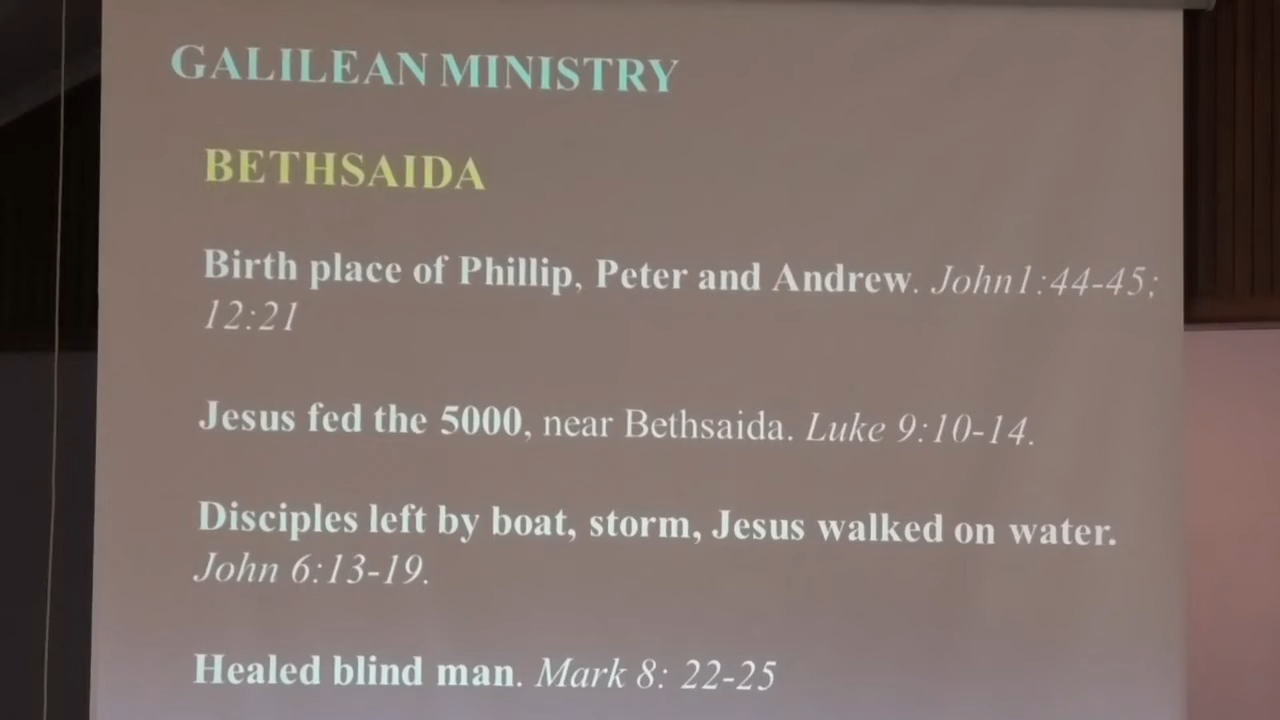 GALILEAN MINISTRY
BETHSAIDA
Birth place of Phillip, Peter and Andrew. John1:44-45;
12:21
Jesus fed the 5000, near Bethsaida. Luke 9:10-14.
Disciples left by boat, storm, Jesus walked on water.
John 6:13-19.
Healed blind man. Mark 8: 22-25